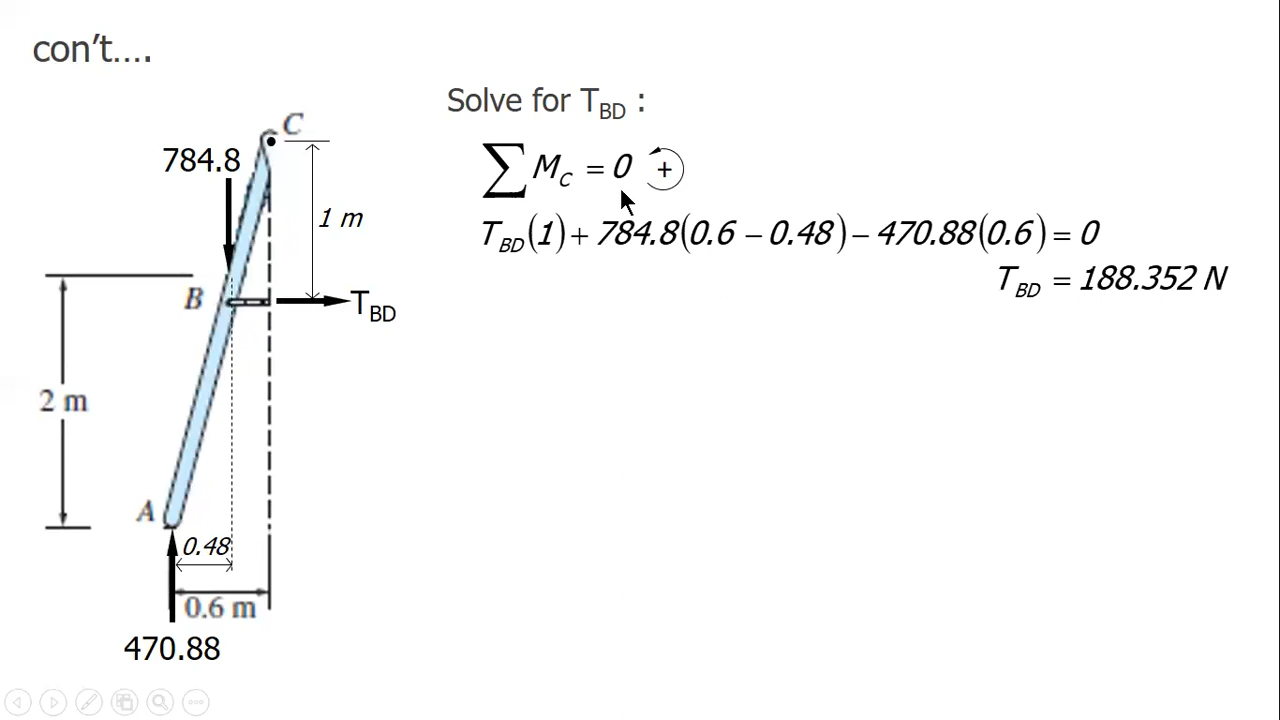 con't....
Solve for T_BD :
∑ M_C = 0 +
T_BD(1) + 784.8(0.6 − 0.48) − 470.88(0.6) = 0
T_BD = 188.352 N
C
784.8
1 m
B
T_BD
2 m
A
0.48
0.6 m
470.88